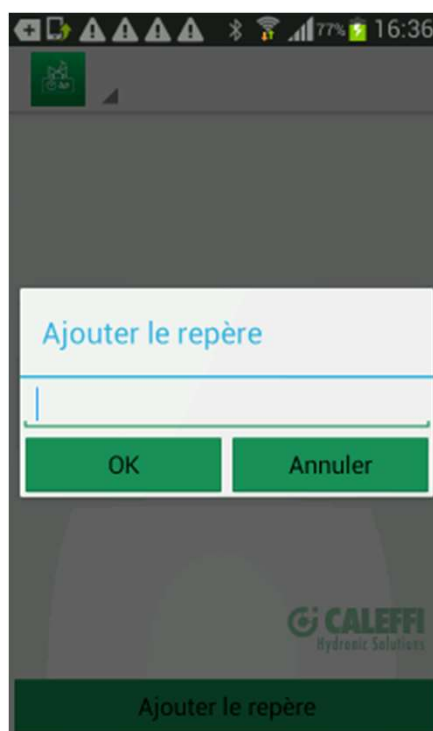 77% 16:36
Ajouter le repère
OK Annuler
CALEFFI
Hydronic Solutions
Ajouter le repère